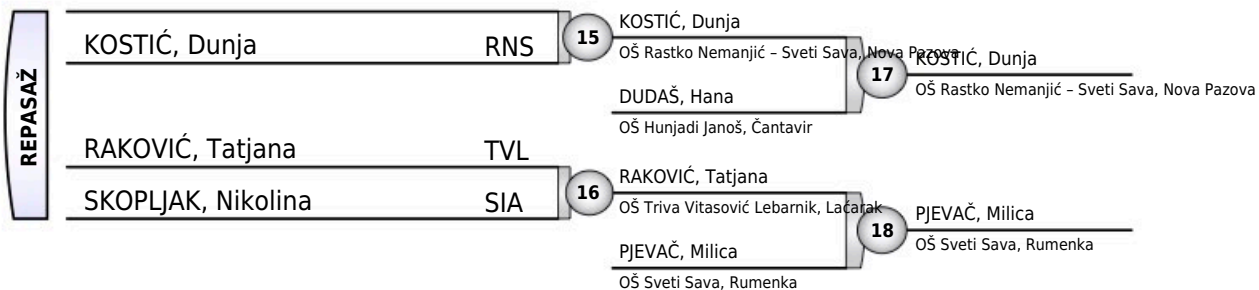 REPASAŽ
KOSTIĆ, Dunja RNS
RAKOVIĆ, Tatjana TVL
SKOPLJAK, Nikolina SIA
15
KOSTIĆ, Dunja
OŠ Rastko Nemanjić – Sveti Sava, Nova Pazova
DUDAŠ, Hana
OŠ Hunjadi Janoš, Čantavir
16
RAKOVIĆ, Tatjana
OŠ Triva Vitasović Lebarnik, Laćarak
PJEVAČ, Milica
OŠ Sveti Sava, Rumenka
17
KOSTIĆ, Dunja
OŠ Rastko Nemanjić – Sveti Sava, Nova Pazova
18
PJEVAČ, Milica
OŠ Sveti Sava, Rumenka